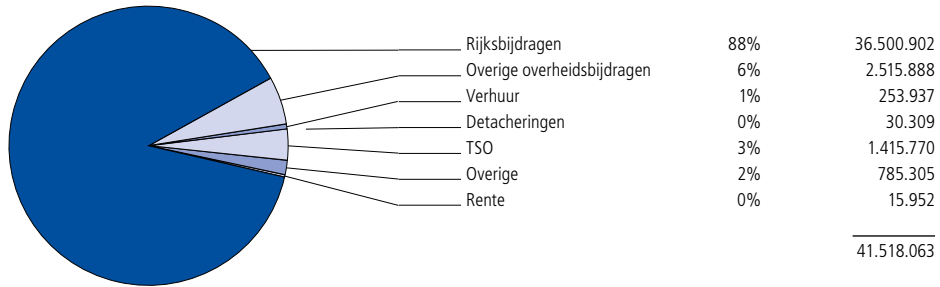 Rijksbijdragen 88% 36.500.902
Overige overheidsbijdragen 6% 2.515.888
Verhuur 1% 253.937
Detacheringen 0% 30.309
TSO 3% 1.415.770
Overige 2% 785.305
Rente 0% 15.952
41.518.063